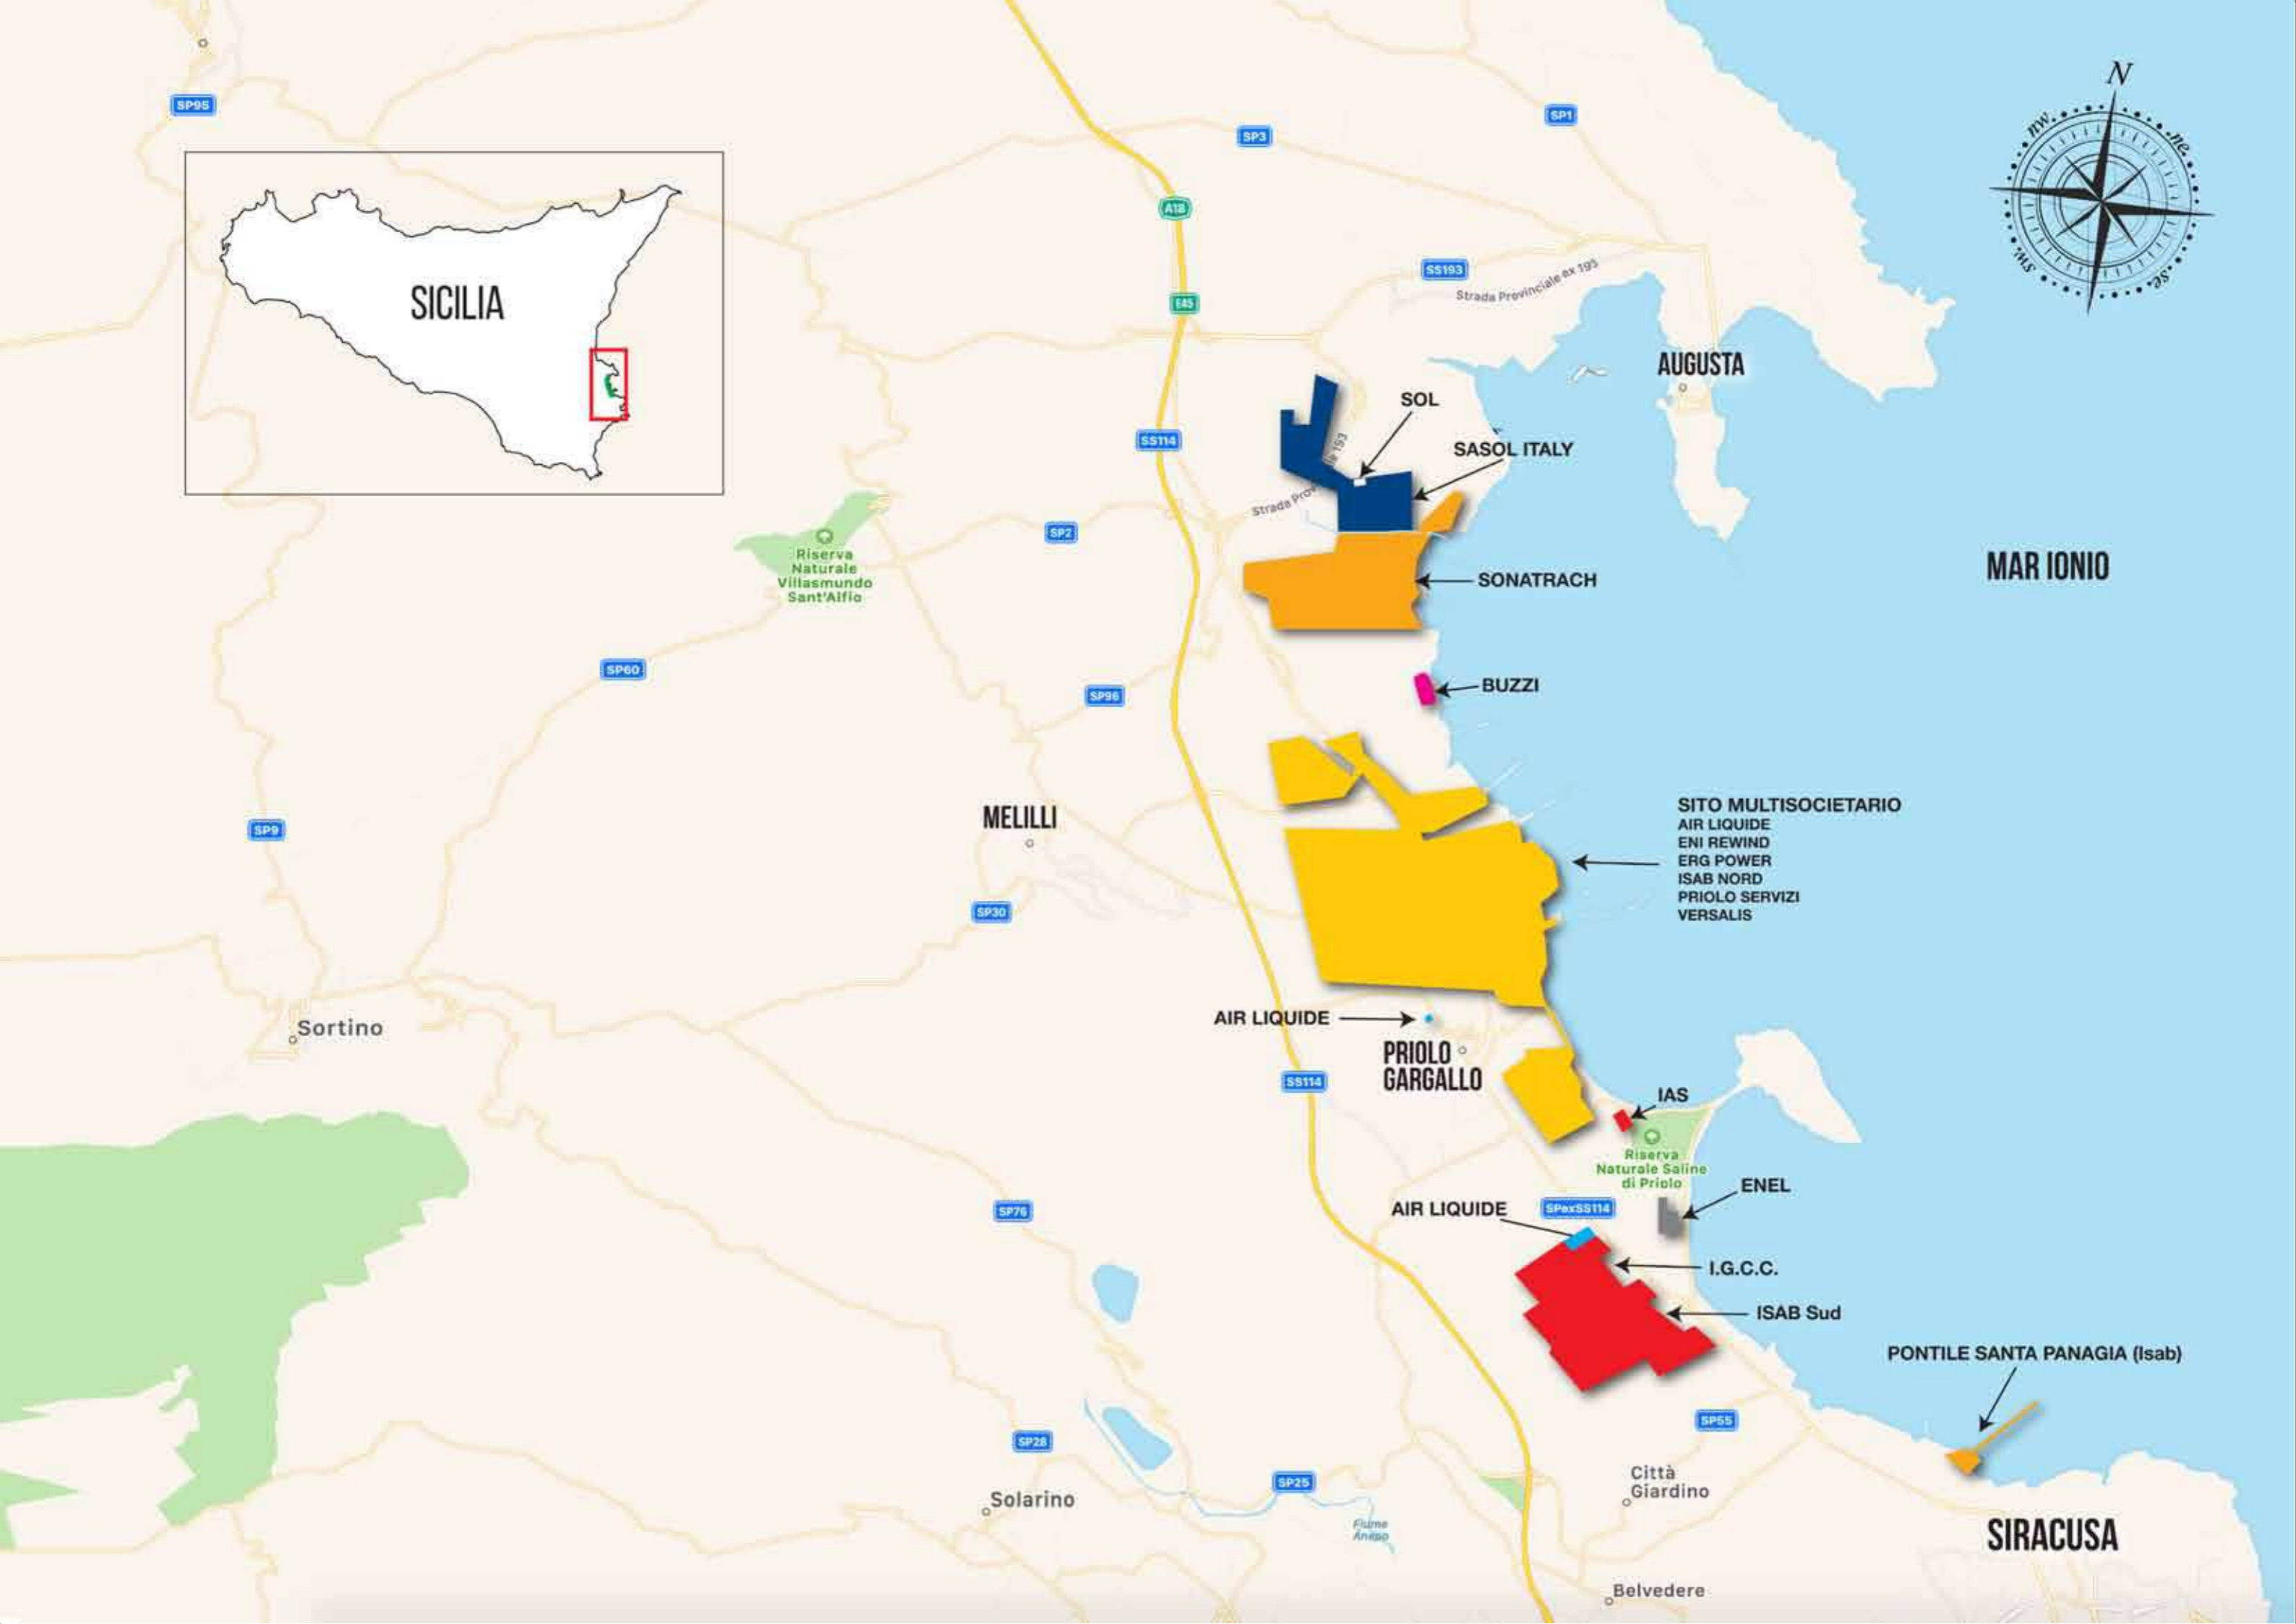 N
nw.
ne.
sw
se.
SP95
SP3
SP1
A18
SICILIA
SS193
Strada Provinciale ex 195
E45
AUGUSTA
SOL
SS114
SASOL ITALY
le 193
Strada Prov
SP2
Riserva
Naturale
Villasmundo
Sant'Alfio
MAR IONIO
SONATRACH
SP60
SP96
BUZZI
MELILLI
SP9
SITO MULTISOCIETARIO
AIR LIQUIDE
ENI REWIND
ERG POWER
ISAB NORD
PRIOLO SERVIZI
VERSALIS
SP30
AIR LIQUIDE
Sortino
PRIOLO
GARGALLO
SS114
IAS
Riserva
Naturale Saline
di Priolo
ENEL
SP76
AIR LIQUIDE
SPexSS114
I.G.C.C.
ISAB Sud
PONTILE SANTA PANAGIA (Isab)
SP55
SP28
SP25
Città
Giardino
Solarino
Fiume
Anapo
SIRACUSA
Belvedere